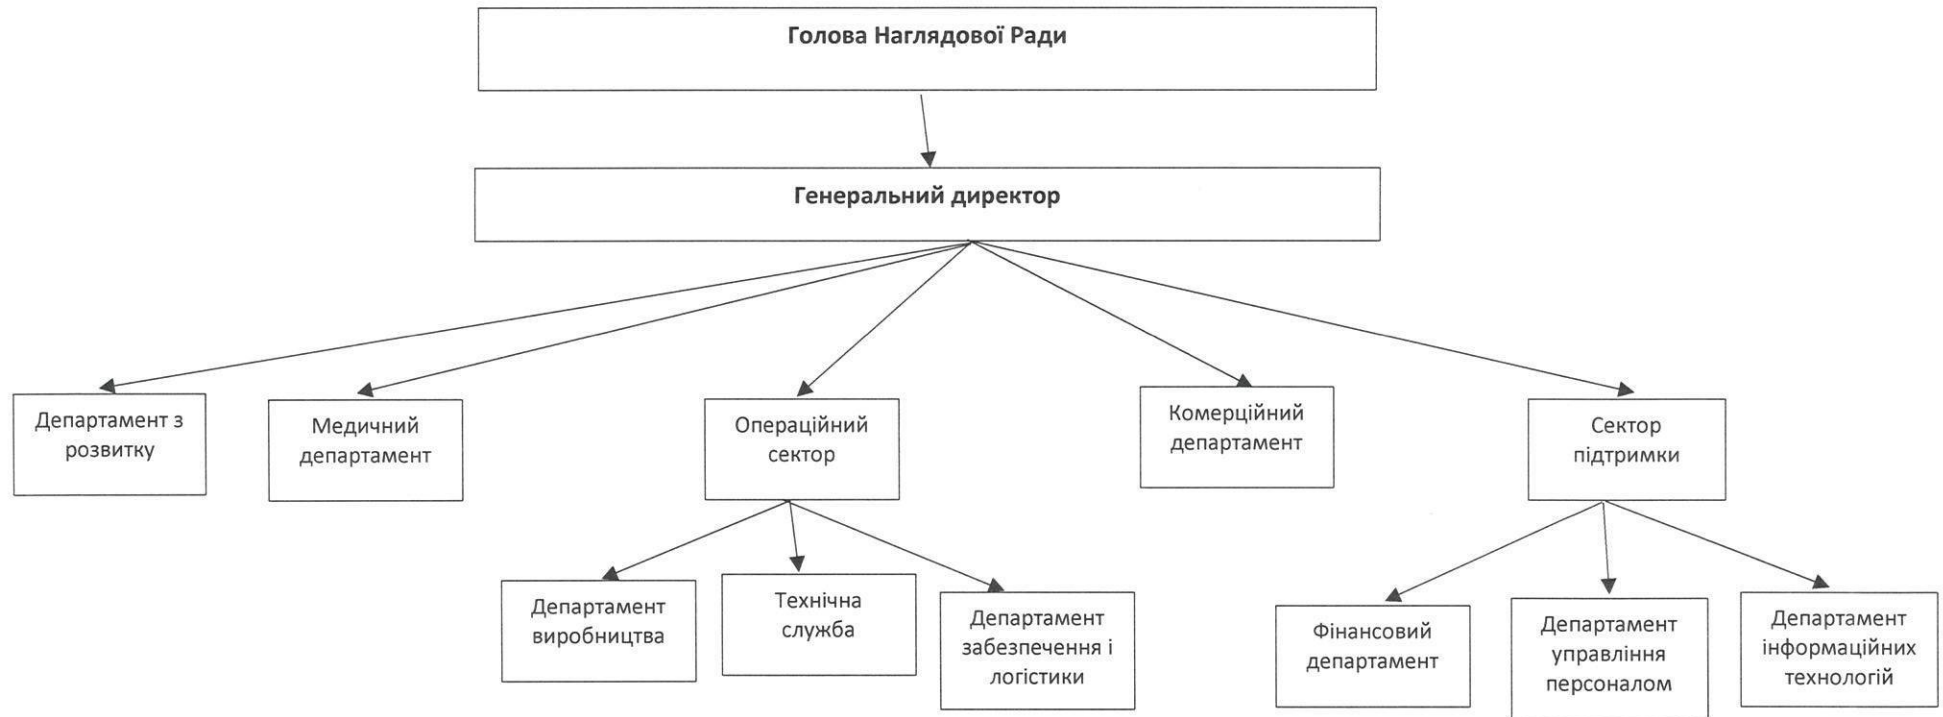 Голова Наглядової Ради
Генеральний директор
Департамент з
розвитку
Медичний
департамент
Операційний
сектор
Комерційний
департамент
Сектор
підтримки
Департамент
виробництва
Технічна
служба
Департамент
забезпечення і
логістики
Фінансовий
департамент
Департамент
управління
персоналом
Департамент
інформаційних
технологій